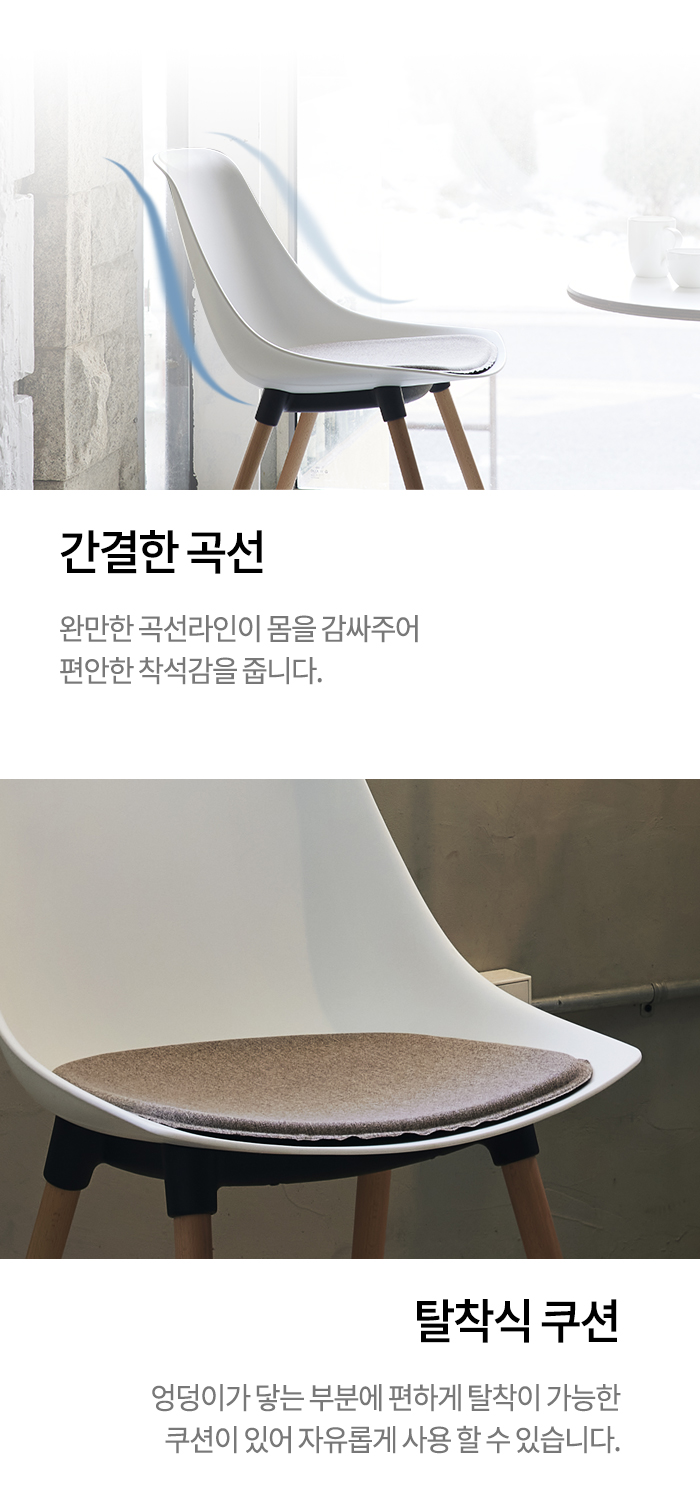 간결한 곡선
완만한 곡선라인이 몸을 감싸주어
편안한 착석감을 줍니다.
탈착식 쿠션
엉덩이가 닿는 부분에 편하게 탈착이 가능한
쿠션이 있어 자유롭게 사용 할 수 있습니다.